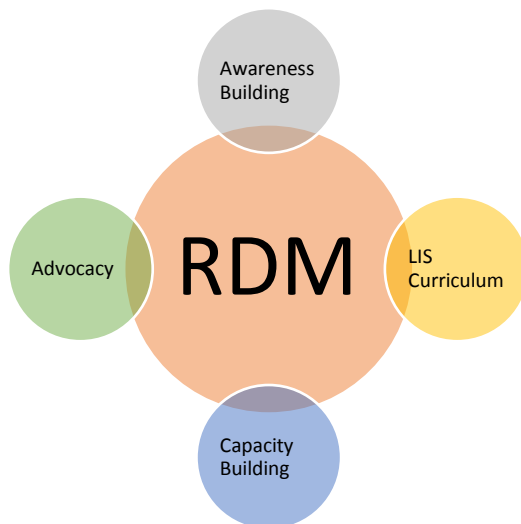 Awareness
Building
Advocacy
RDM
LIS
Curriculum
Capacity
Building